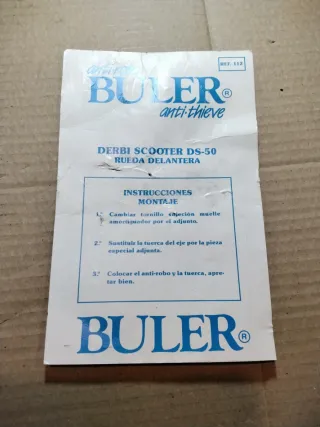 REF. 112
BULER®
anti-thieve
DERBI SCOOTER DS-50
RUEDA DELANTERA
INSTRUCCIONES
MONTAJE
1.º Cambiar tornillo sujeción muelle
amortiguador por el adjunto.
2.º Sustituir la tuerca del eje por la pieza
especial adjunta.
3.º Colocar el anti-robo y la tuerca, apre-
tar bien.
BULER®